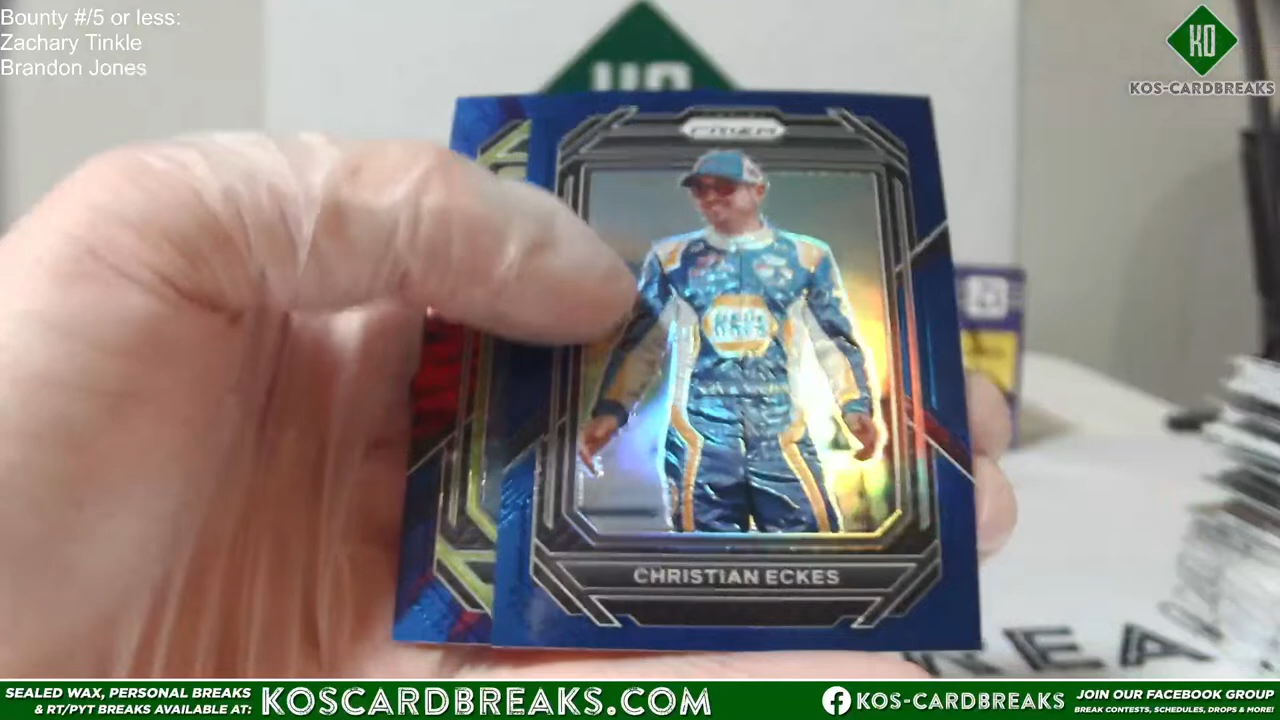 Bounty #/5 or less:
Zachary Tinkle
Brandon Jones
KO
KOS-CARDBREAKS
PRIZM
CHRISTIAN ECKES
SEALED WAX, PERSONAL BREAKS
& RT/PYT BREAKS AVAILABLE AT:
KOSCARDBREAKS.COM
KOS-CARDBREAKS
JOIN OUR FACEBOOK GROUP
BREAK CONTESTS, SCHEDULES, DROPS & MORE!